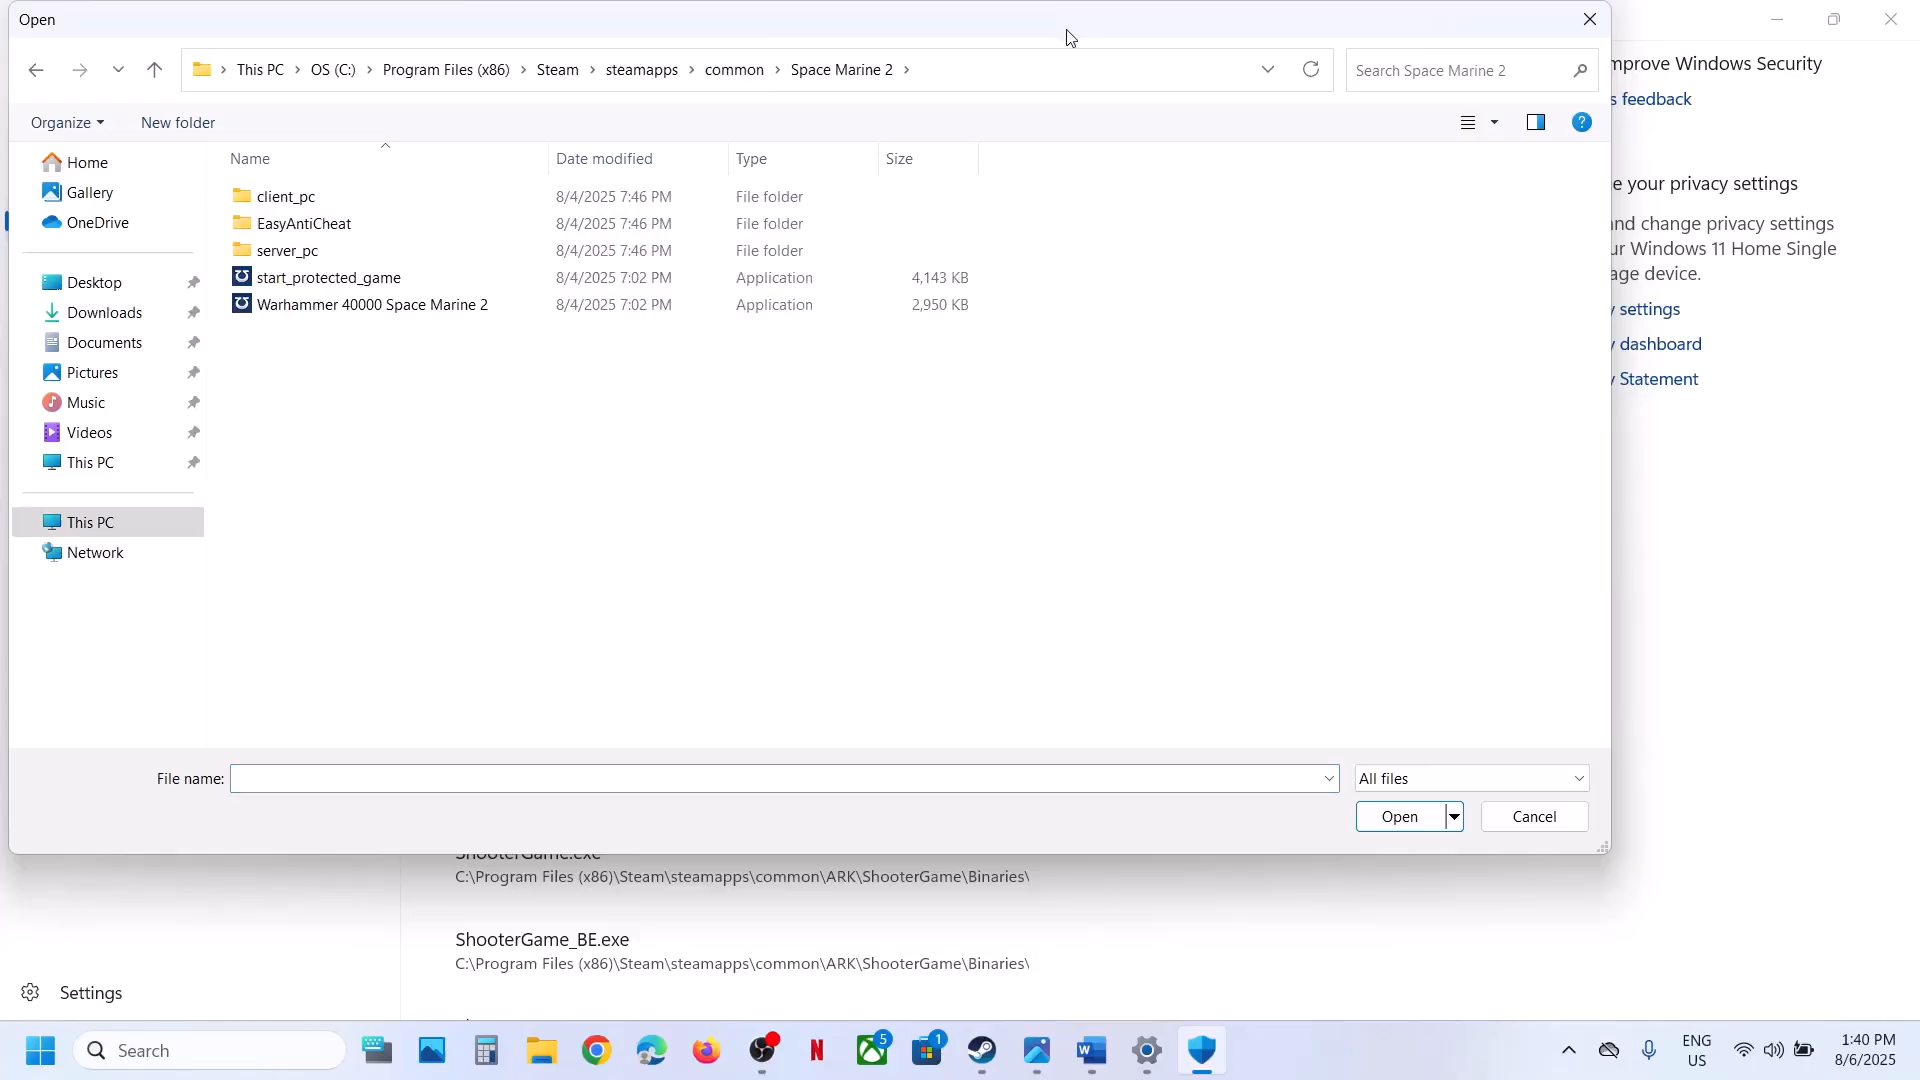 Open
This PC > OS (C:) > Program Files (x86) > Steam > steamapps > common > Space Marine 2 >
Search Space Marine 2
Organize
New folder
Name
Date modified
Type
Size
Home
Gallery
OneDrive
Desktop
Downloads
Documents
Pictures
Music
Videos
This PC
This PC
Network
client_pc 8/4/2025 7:46 PM File folder
EasyAntiCheat 8/4/2025 7:46 PM File folder
server_pc 8/4/2025 7:46 PM File folder
start_protected_game 8/4/2025 7:02 PM Application 4,143 KB
Warhammer 40000 Space Marine 2 8/4/2025 7:02 PM Application 2,950 KB
File name:
All files
Open
Cancel
mprove Windows Security
s feedback
e your privacy settings
and change privacy settings
ur Windows 11 Home Single
age device.
y settings
y dashboard
y Statement
ShooterGame.exe
C:\Program Files (x86)\Steam\steamapps\common\ARK\ShooterGame\Binaries\
ShooterGame_BE.exe
C:\Program Files (x86)\Steam\steamapps\common\ARK\ShooterGame\Binaries\
Settings
Search
5
1
ENG
US
1:40 PM
8/6/2025